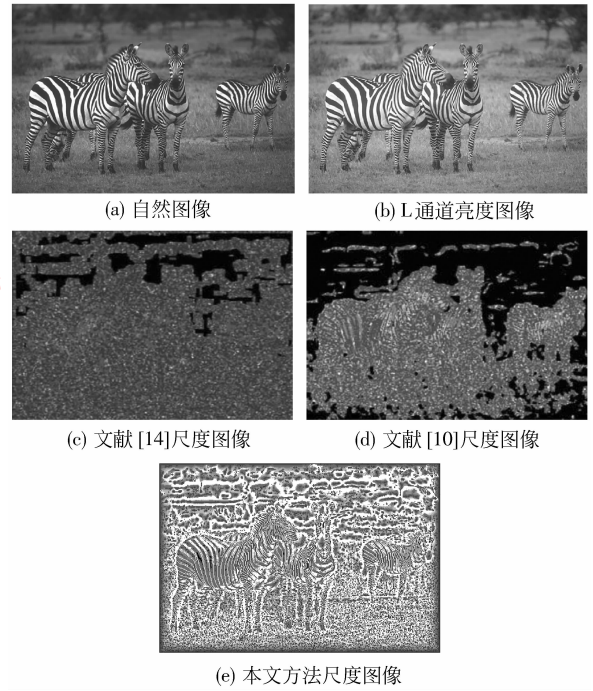 (a) 自然图像
(b) L通道亮度图像
(c) 文献[14]尺度图像
(d) 文献[10]尺度图像
(e) 本文方法尺度图像